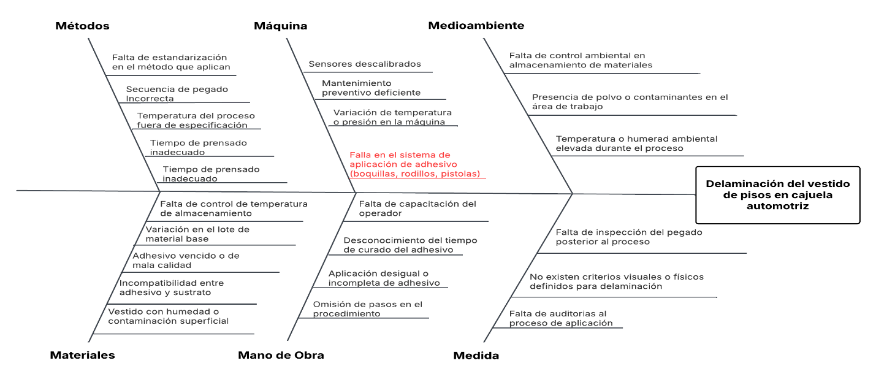 Métodos
Máquina
Medioambiente
Falta de estandarización
en el método que aplican
Secuencia de pegado
Incorrecta
Temperatura del proceso
fuera de especificación
Tiempo de prensado
inadecuado
Tiempo de prensado
inadecuado
Sensores descalibrados
Mantenimiento
preventivo deficiente
Variación de temperatura
o presión en la máquina
Falla en el sistema de
aplicación de adhesivo
(boquillas, rodillos, pistolas)
Falta de control ambiental en
almacenamiento de materiales
Presencia de polvo o contaminantes en el
área de trabajo
Temperatura o humerad ambiental
elevada durante el proceso
Delaminación del vestido
de pisos en cajuela
automotriz
Falta de control de temperatura
de almacenamiento
Variación en el lote de
material base
Adhesivo vencido o de
mala calidad
Incompatibilidad entre
adhesivo y sustrato
Vestido con humedad o
contaminación superficial
Falta de capacitación del
operador
Desconocimiento del tiempo
de curado del adhesivo
Aplicación desigual o
incompleta de adhesivo
Omisión de pasos en el
procedimiento
Falta de inspección del pegado
posterior al proceso
No existen criterios visuales o físicos
definidos para delaminación
Falta de auditorias al
proceso de aplicación
Materiales
Mano de Obra
Medida